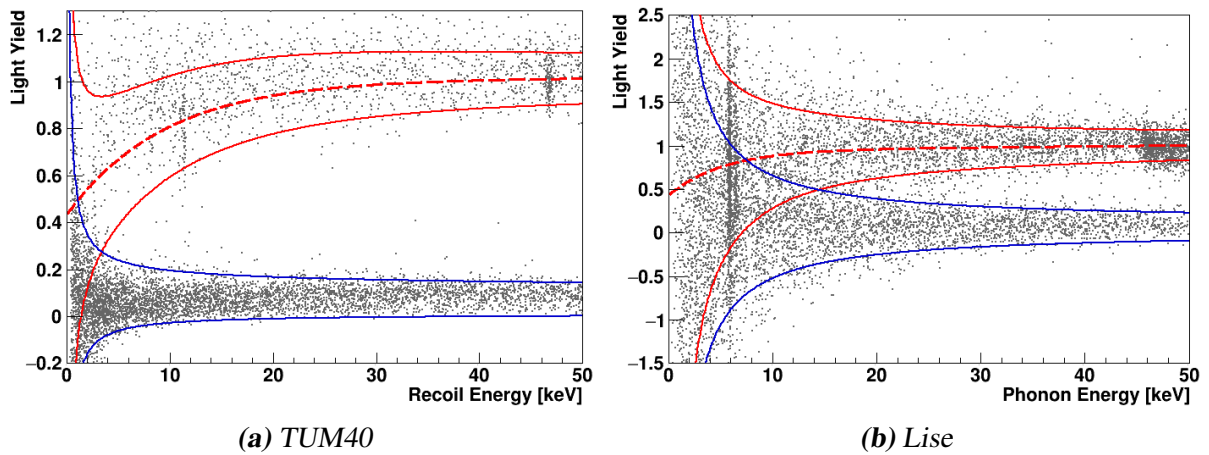 Light Yield
1.2
1
0.8
0.6
0.4
0.2
0
−0.2
0 10 20 30 40 50
Recoil Energy [keV]
(a) TUM40
Light Yield
2.5
2
1.5
1
0.5
0
−0.5
−1
−1.5
0 10 20 30 40 50
Phonon Energy [keV]
(b) Lise